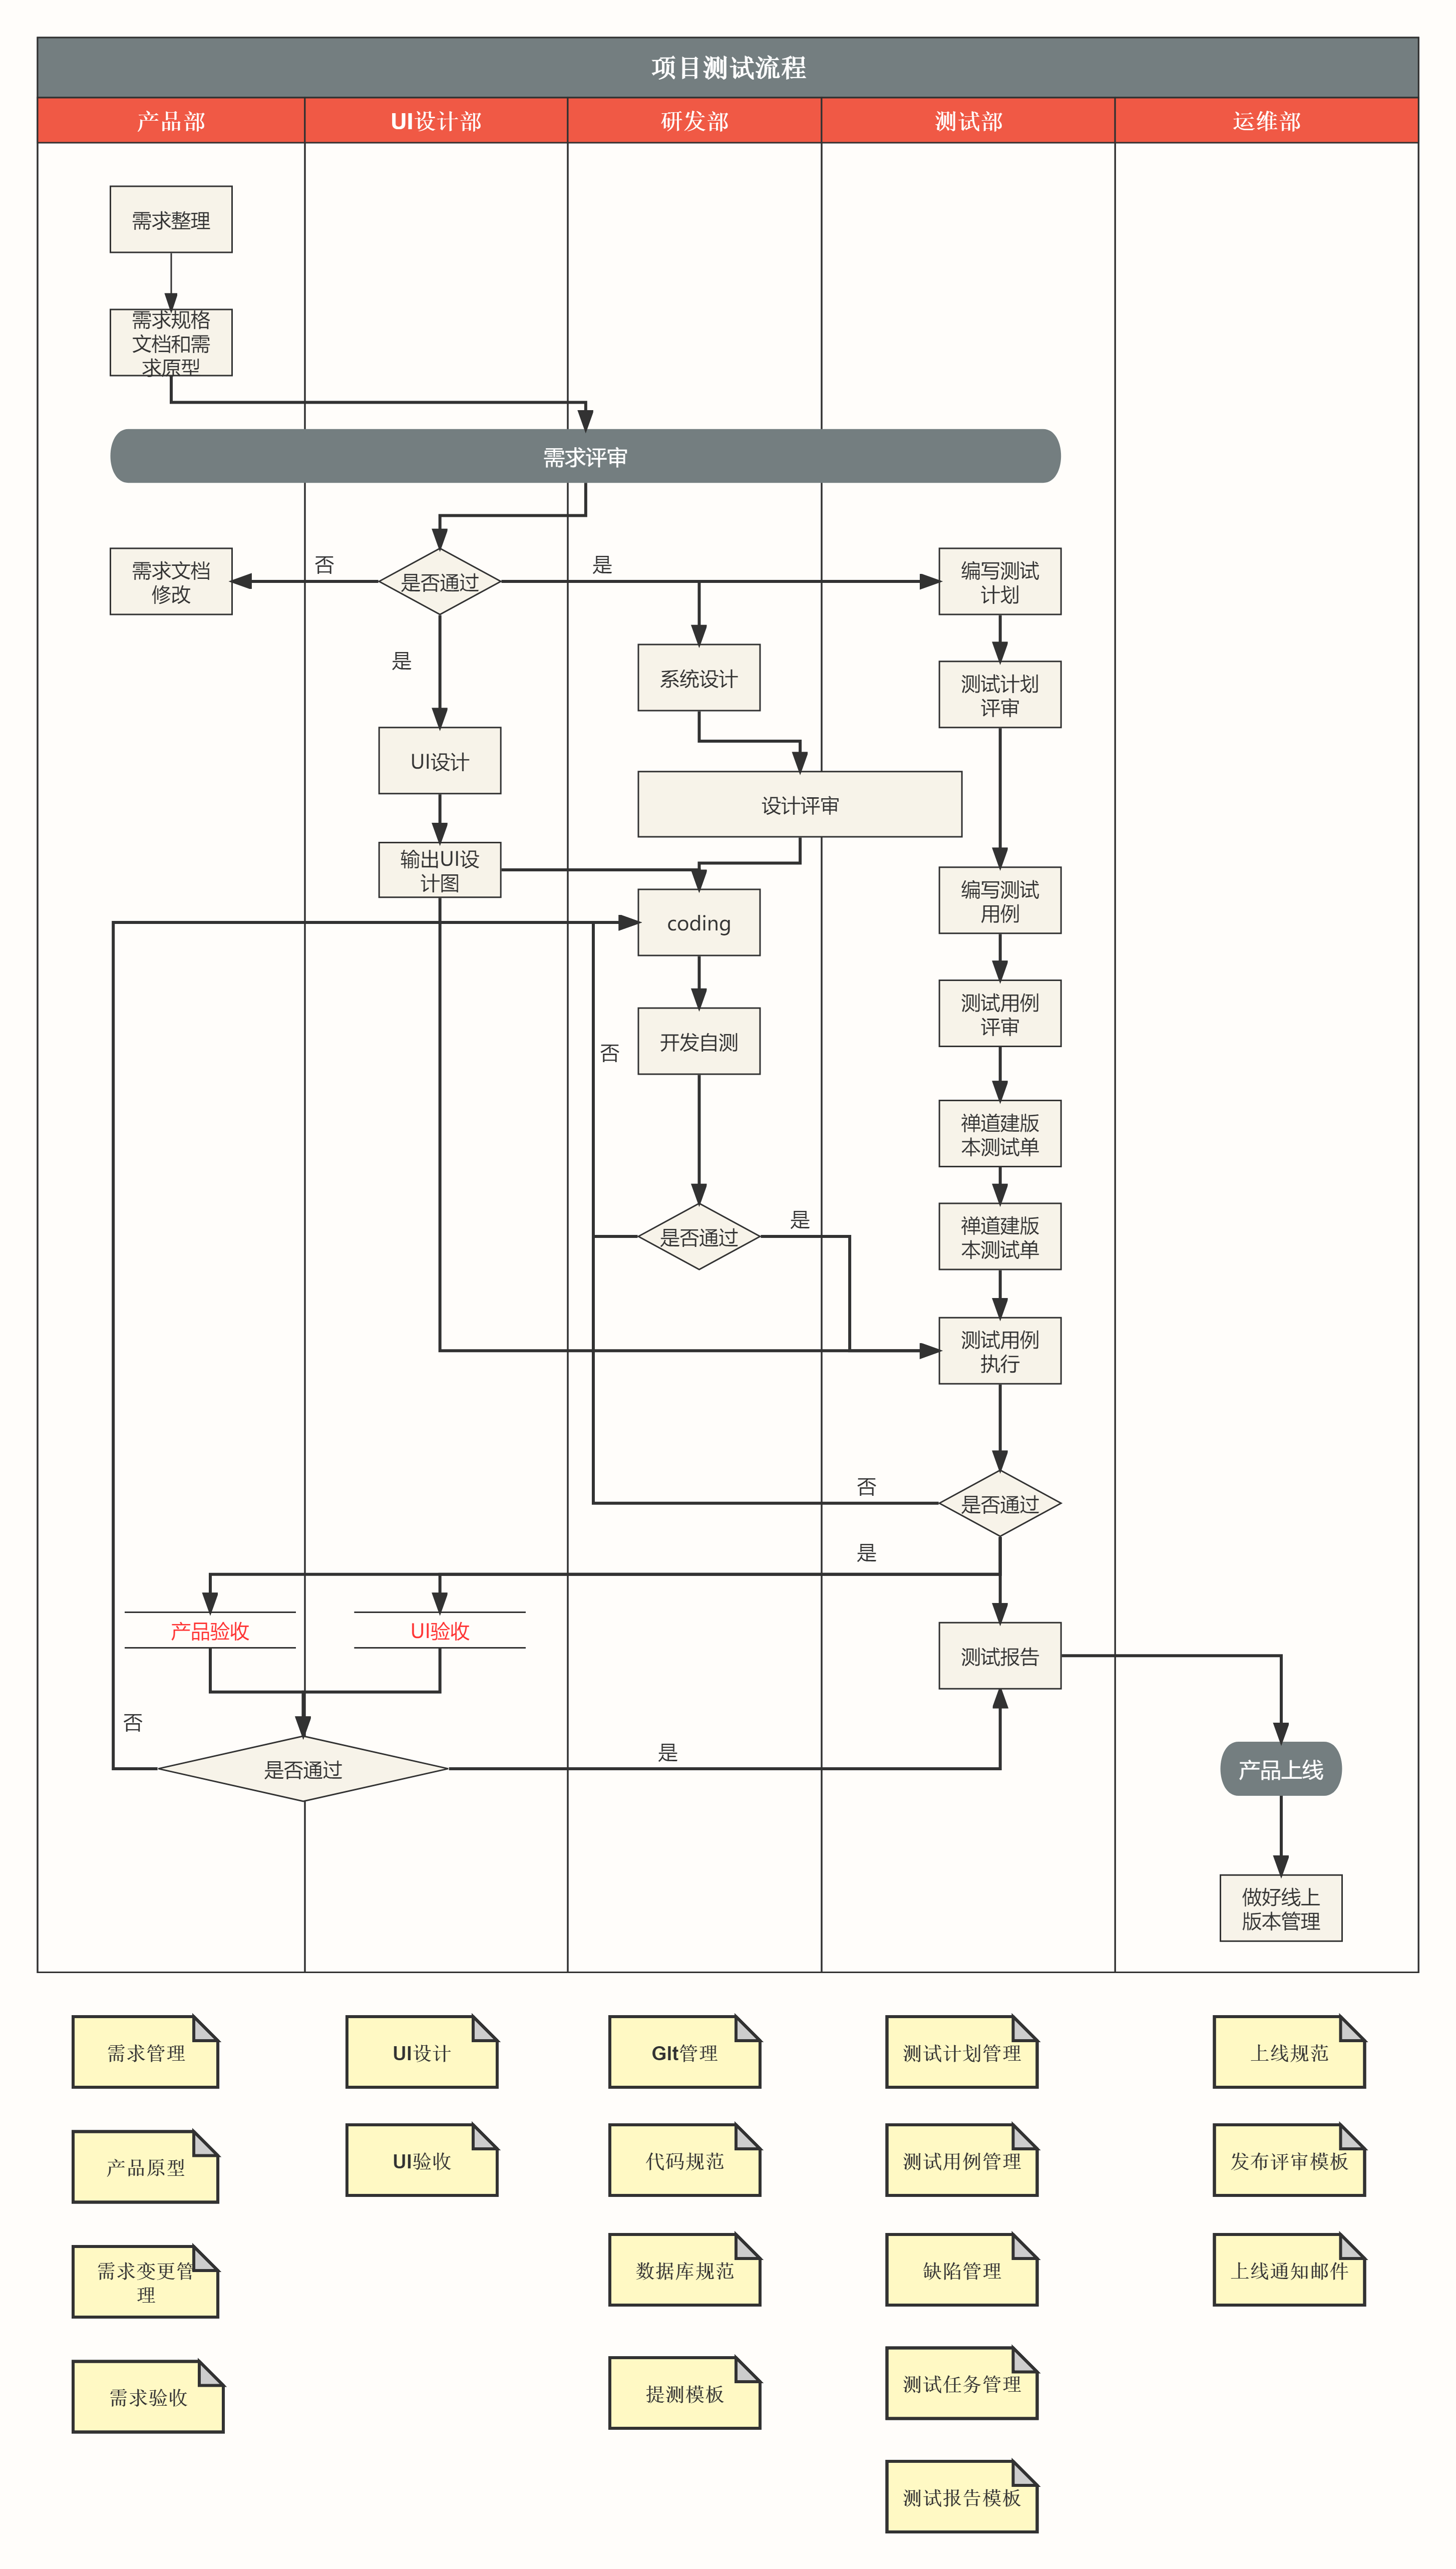 项目测试流程
产品部
UI设计部
研发部
测试部
运维部
需求整理
需求规格
文档和需
求原型
需求评审
需求文档
修改
否
是否通过
是
编写测试
计划
是
系统设计
测试计划
评审
UI设计
设计评审
输出UI设
计图
编写测试
用例
coding
测试用例
评审
开发自测
否
禅道建版
本测试单
是否通过
是
禅道建版
本测试单
测试用例
执行
否
是否通过
是
产品验收
UI验收
测试报告
否
是否通过
是
产品上线
做好线上
版本管理
需求管理
UI设计
GIt管理
测试计划管理
上线规范
产品原型
UI验收
代码规范
测试用例管理
发布评审模板
需求变更管
理
数据库规范
缺陷管理
上线通知邮件
需求验收
提测模板
测试任务管理
测试报告模板